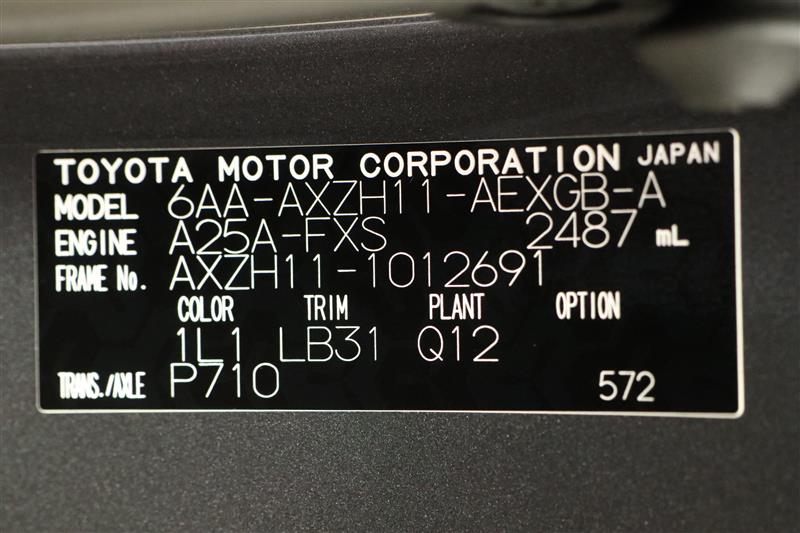 TOYOTA MOTOR CORPORATION JAPAN
MODEL 6AA-AXZH11-AEXGB-A
ENGINE A25A-FXS 2487 mL
FRAME No. AXZH11-1012691
COLOR TRIM PLANT OPTION
1L1 LB31 Q12
TRANS./AXLE P710 572